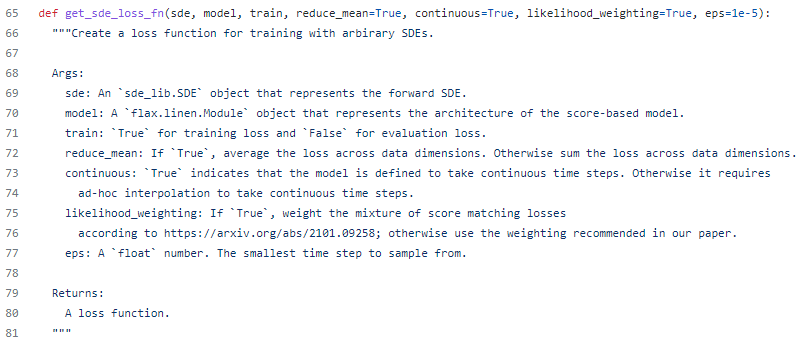 65 def get_sde_loss_fn(sde, model, train, reduce_mean=True, continuous=True, likelihood_weighting=True, eps=1e-5):
66   """Create a loss function for training with arbirary SDEs.
67
68   Args:
69     sde: An `sde_lib.SDE` object that represents the forward SDE.
70     model: A `flax.linen.Module` object that represents the architecture of the score-based model.
71     train: `True` for training loss and `False` for evaluation loss.
72     reduce_mean: If `True`, average the loss across data dimensions. Otherwise sum the loss across data dimensions.
73     continuous: `True` indicates that the model is defined to take continuous time steps. Otherwise it requires
74       ad-hoc interpolation to take continuous time steps.
75     likelihood_weighting: If `True`, weight the mixture of score matching losses
76       according to https://arxiv.org/abs/2101.09258; otherwise use the weighting recommended in our paper.
77     eps: A `float` number. The smallest time step to sample from.
78
79   Returns:
80     A loss function.
81   """